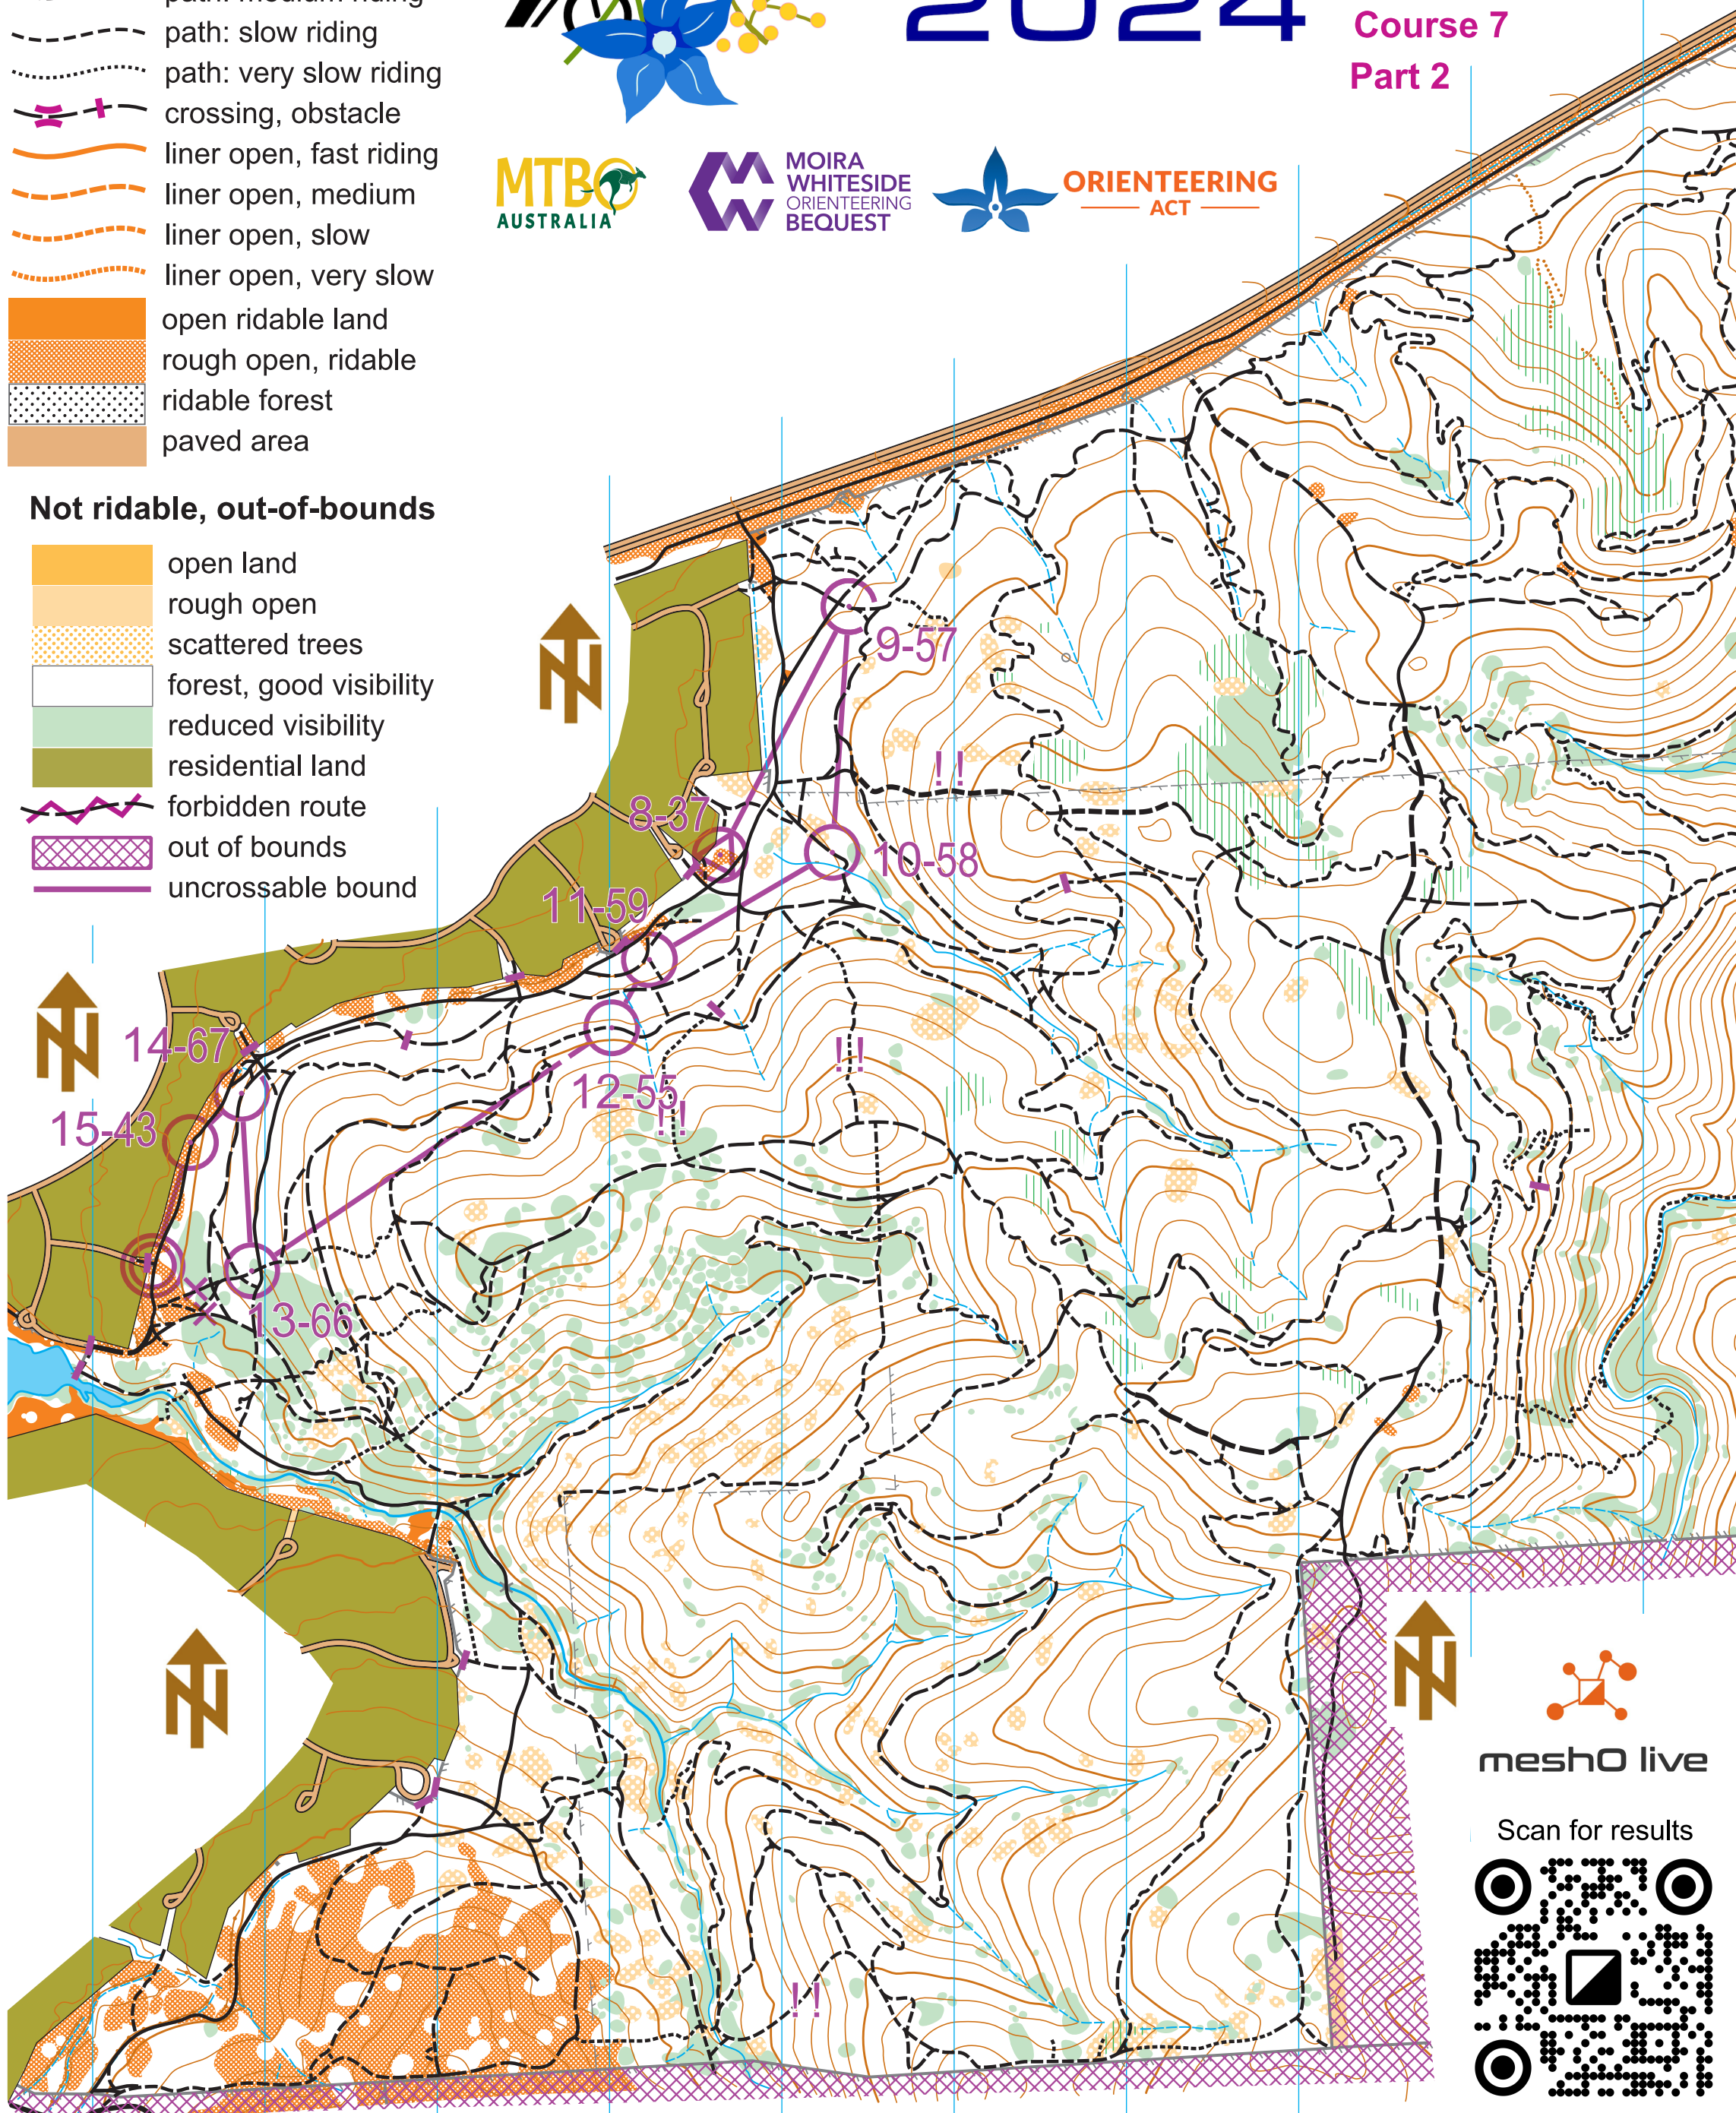 path: medium riding
path: slow riding
path: very slow riding
crossing, obstacle
liner open, fast riding
liner open, medium
liner open, slow
liner open, very slow
open ridable land
rough open, ridable
ridable forest
paved area
Not ridable, out-of-bounds
open land
rough open
scattered trees
forest, good visibility
reduced visibility
residential land
forbidden route
out of bounds
uncrossable bound
2024
Course 7
Part 2
MTBO
AUSTRALIA
MOIRA
WHITESIDE
ORIENTEERING
BEQUEST
ORIENTEERING
ACT
9-57
!!
8-37
10-58
11-59
14-67
!!
12-55
!!
15-43
13-66
!!
meshO live
Scan for results